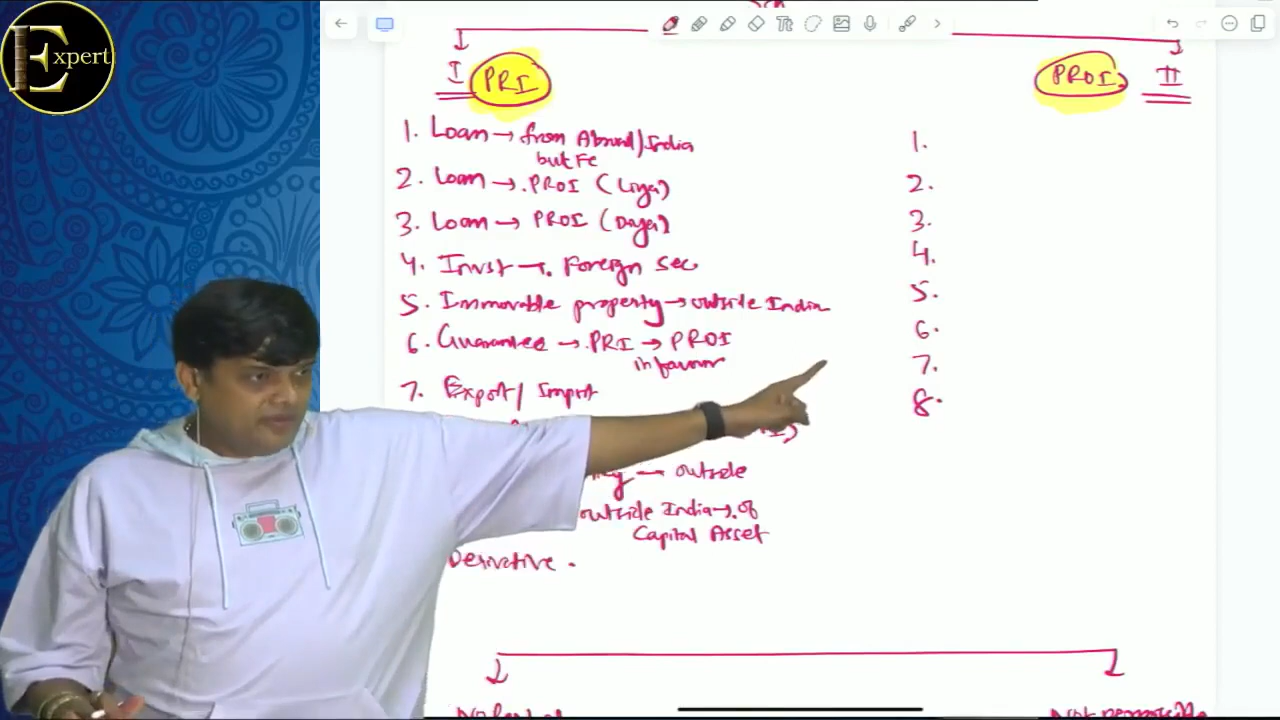 Expert
I PRI
PROI II
1. Loan → from Abroad/India
but FC
2. Loan → PROI (Liya)
3. Loan → PROI (Diya)
4. Invst → Foreign Sec
5. Immovable property → outside India
6. Guarantee → PRI → PROI
in favour
7. Export / Import
→ outside
outside India → of
Capital Asset
Derivative.
1.
2.
3.
4.
5.
6.
7.
8.